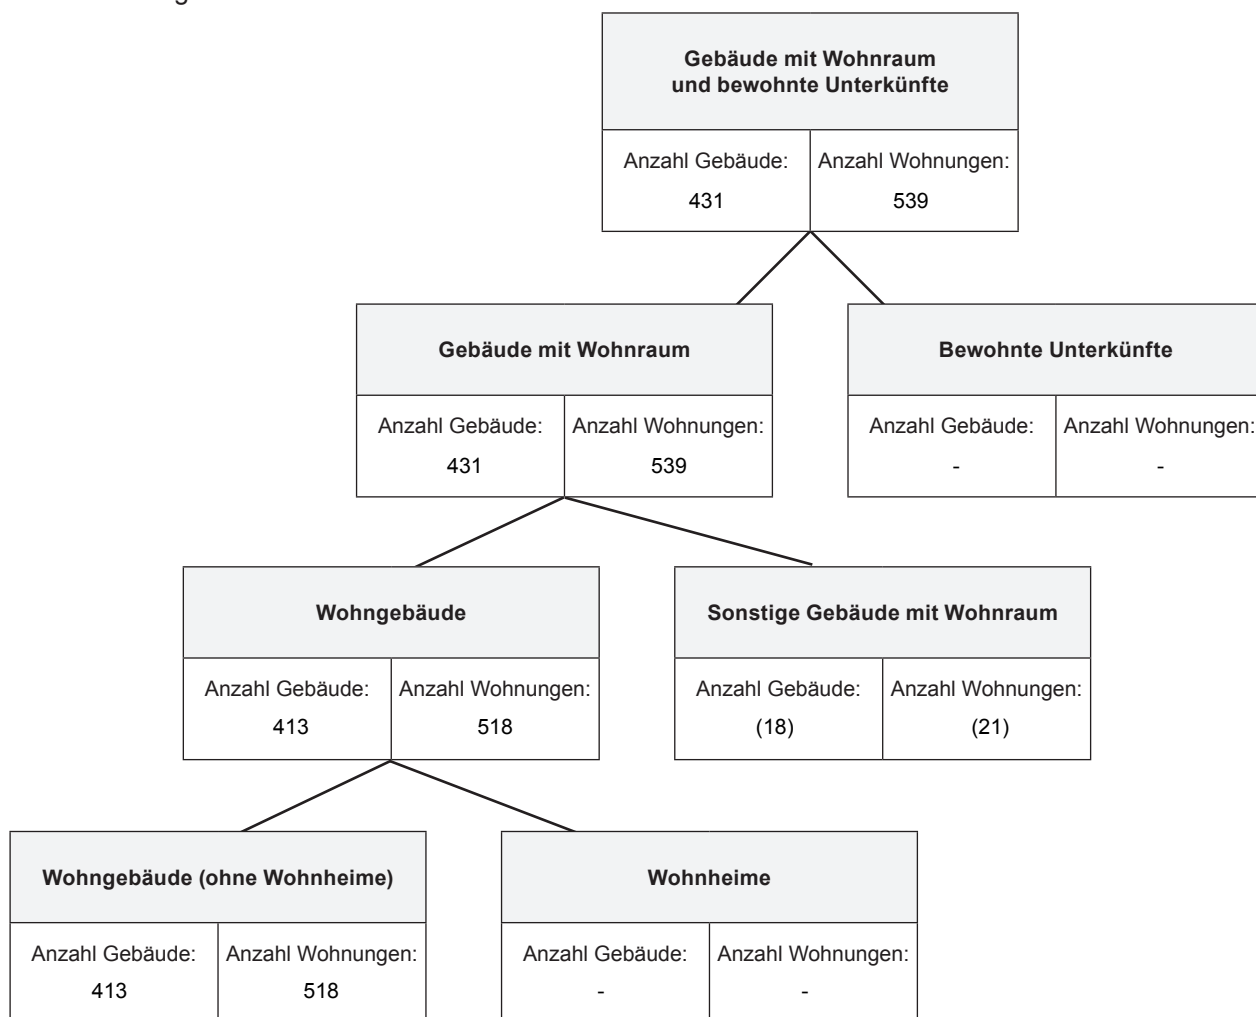 Gebäude mit Wohnraum
und bewohnte Unterkünfte
Anzahl Gebäude: Anzahl Wohnungen:
431 539
Gebäude mit Wohnraum
Anzahl Gebäude: Anzahl Wohnungen:
431 539
Bewohnte Unterkünfte
Anzahl Gebäude: Anzahl Wohnungen:
- -
Wohngebäude
Anzahl Gebäude: Anzahl Wohnungen:
413 518
Sonstige Gebäude mit Wohnraum
Anzahl Gebäude: Anzahl Wohnungen:
(18) (21)
Wohngebäude (ohne Wohnheime)
Anzahl Gebäude: Anzahl Wohnungen:
413 518
Wohnheime
Anzahl Gebäude: Anzahl Wohnungen:
- -